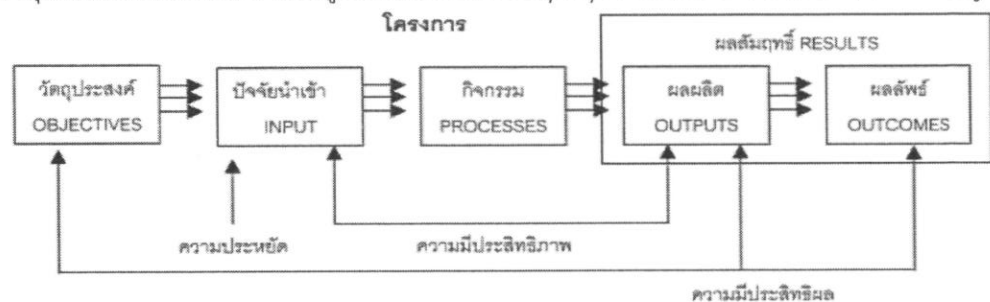 โครงการ
ผลสัมฤทธิ์ RESULTS
วัตถุประสงค์
OBJECTIVES
ปัจจัยนำเข้า
INPUT
กิจกรรม
PROCESSES
ผลผลิต
OUTPUTS
ผลลัพธ์
OUTCOMES
ความประหยัด
ความมีประสิทธิภาพ
ความมีประสิทธิผล